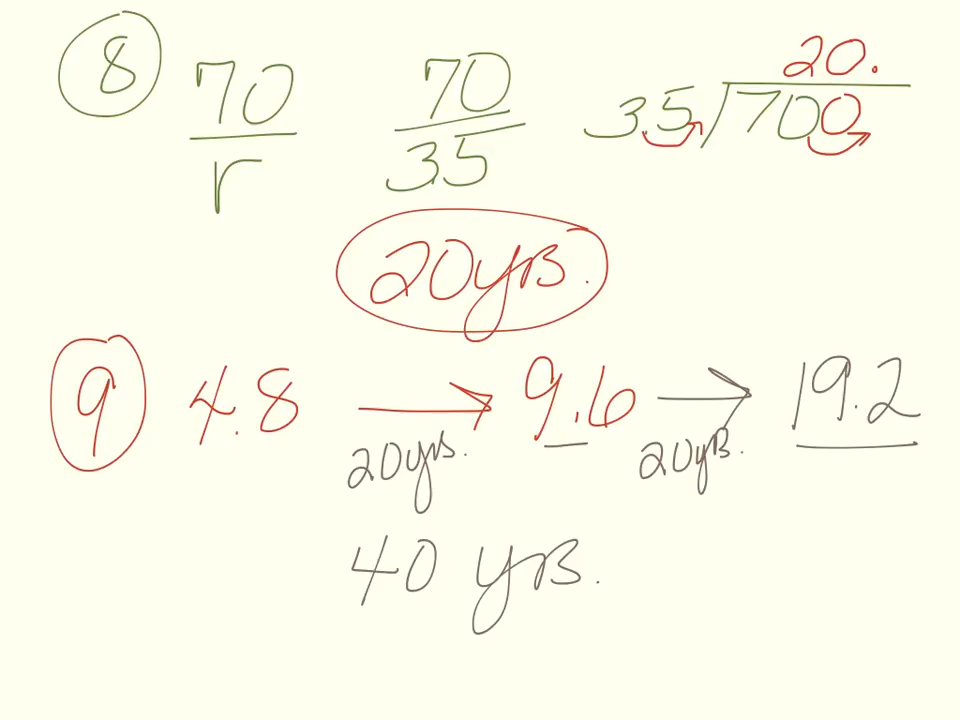 8 70/r 70/35 35)700 20.
20yrs.
9 4.8 → 9.6 → 19.2
20yrs. 20yrs.
40 yrs.